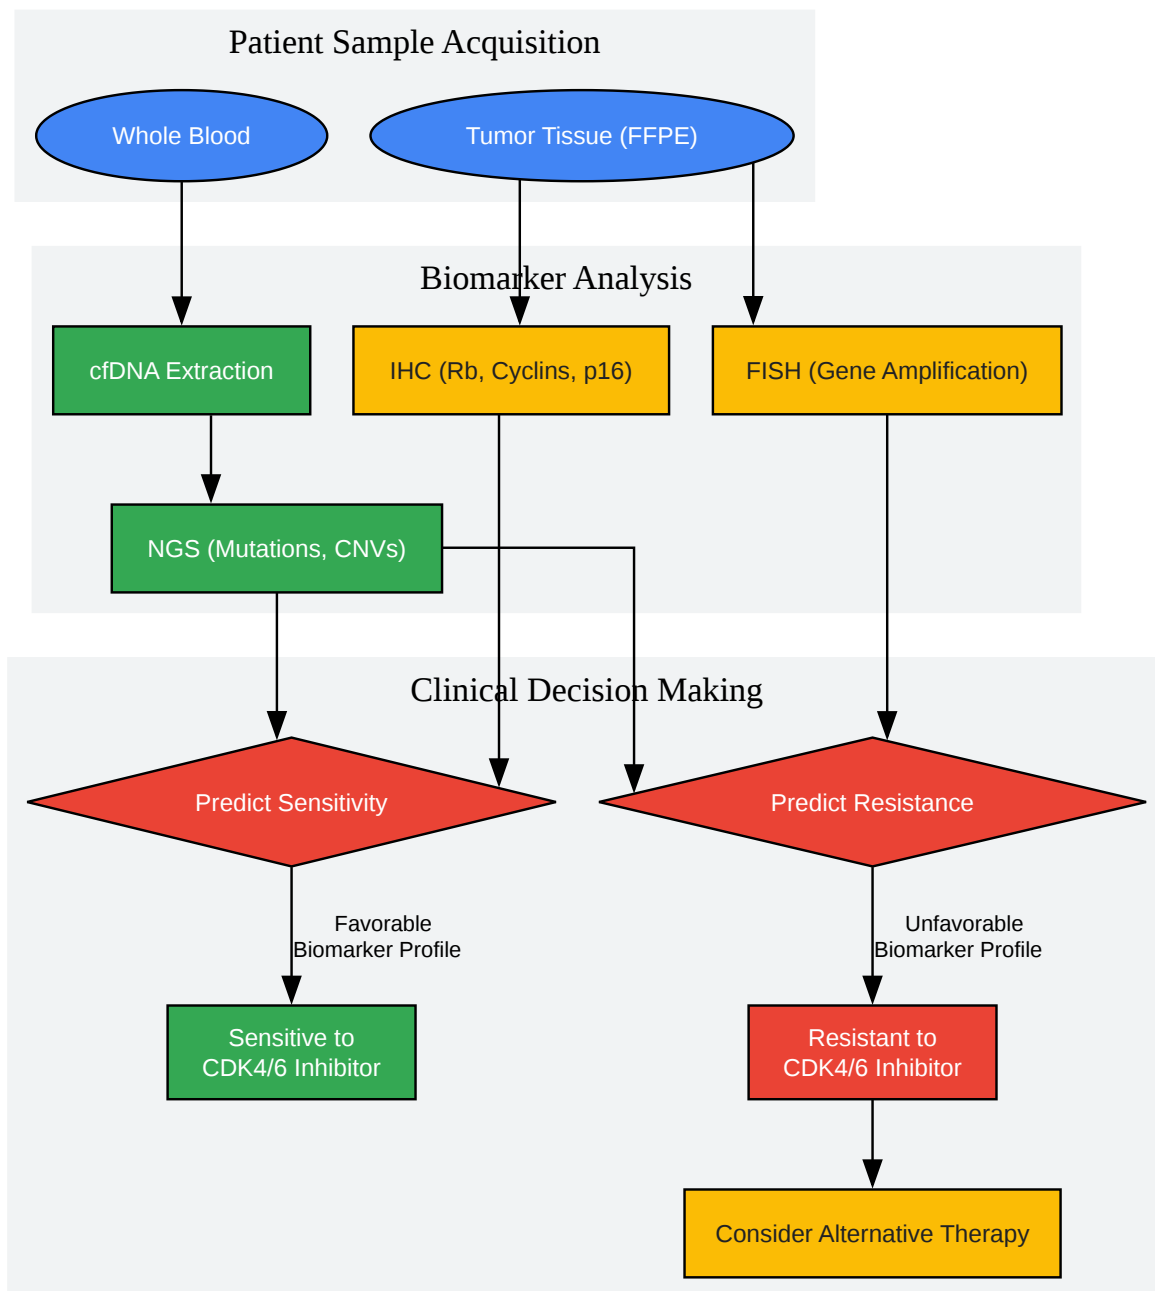 Patient Sample Acquisition
Whole Blood
Tumor Tissue (FFPE)
Biomarker Analysis
cfDNA Extraction
IHC (Rb, Cyclins, p16)
FISH (Gene Amplification)
NGS (Mutations, CNVs)
Clinical Decision Making
Predict Sensitivity
Predict Resistance
Favorable
Biomarker Profile
Unfavorable
Biomarker Profile
Sensitive to
CDK4/6 Inhibitor
Resistant to
CDK4/6 Inhibitor
Consider Alternative Therapy